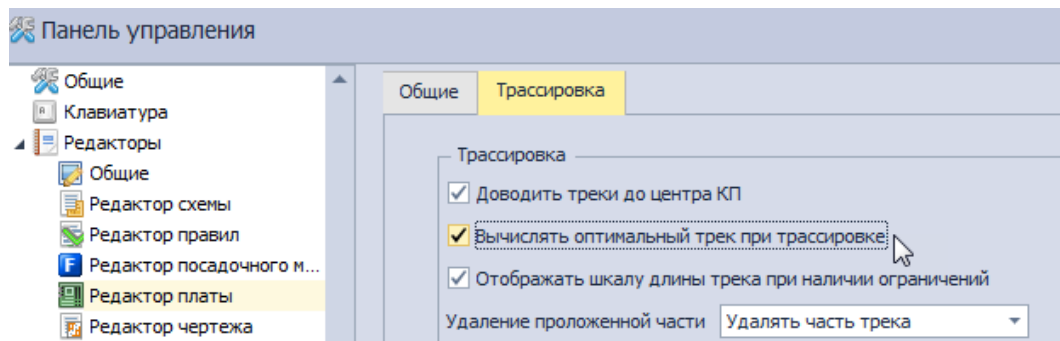 Панель управления
Общие
Клавиатура
Редакторы
Общие
Редактор схемы
Редактор правил
Редактор посадочного м...
Редактор платы
Редактор чертежа
Общие Трассировка
Трассировка
Доводить треки до центра КП
Вычислять оптимальный трек при трассировке
Отображать шкалу длины трека при наличии ограничений
Удаление проложенной части Удалять часть трека